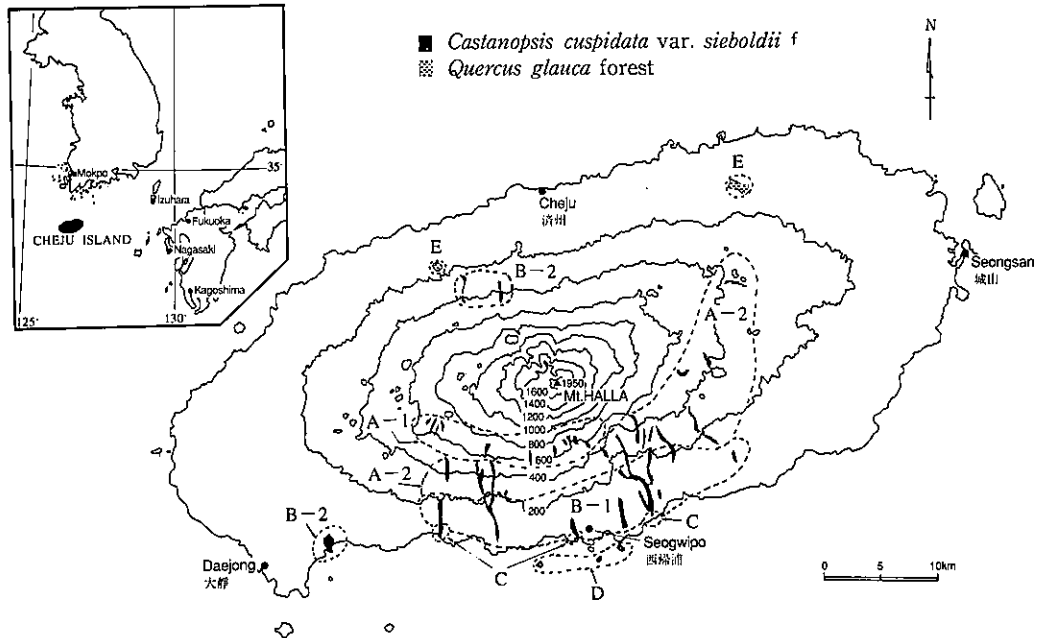 Castanopsis cuspidata var. sieboldii f
Quercus glauca forest
N
35°
Mokpo
Izuhara
Fukuoka
CHEJU ISLAND
Nagasaki
Kagoshima
125°
130°
E
Cheju
済州
E
B-2
Seongsan
城山
A-2
1950
Mt.HALLA
1600
1400
1200
1000
800
600
400
200
A-1
A-2
B-1
B-2
C
Seogwipo
西帰浦
Daejong
大靜
C
D
0 5 10km